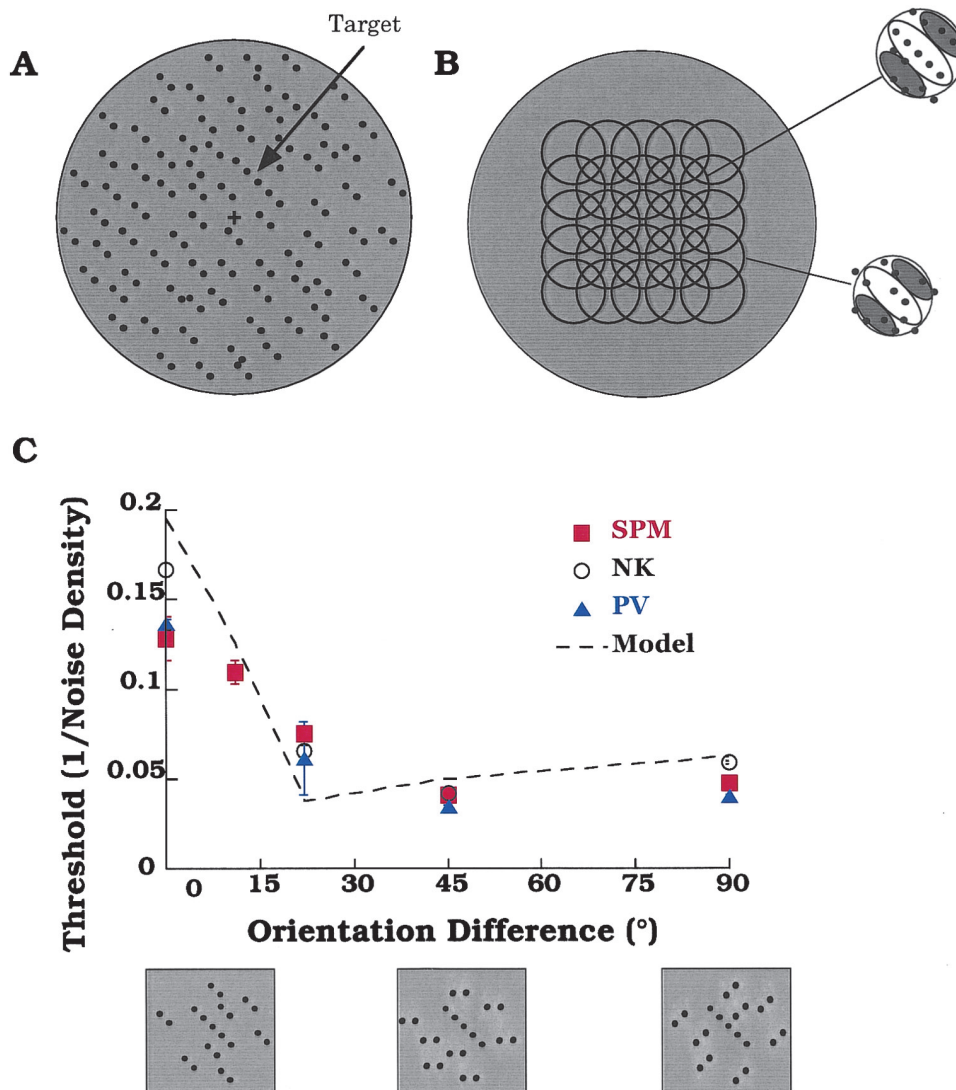 Target
A
B
C
Threshold (1/Noise Density)
0.2
0.15
0.1
0.05
0
SPM
NK
PV
Model
0 15 30 45 60 75 90
Orientation Difference (°)